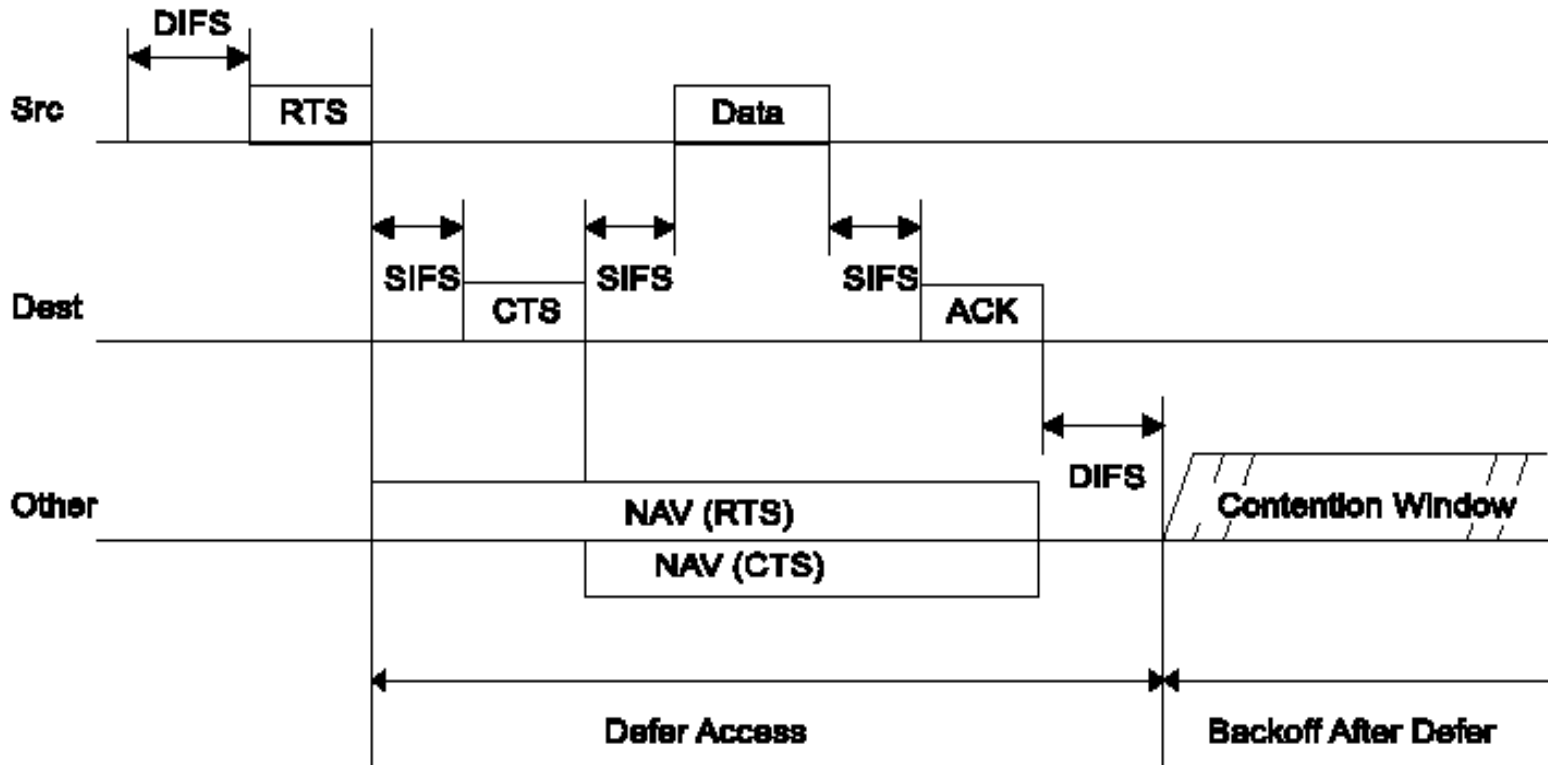 DIFS
Src
RTS
Data
SIFS
SIFS
SIFS
Dest
CTS
ACK
DIFS
Other
NAV (RTS)
Contention Window
NAV (CTS)
Defer Access
Backoff After Defer